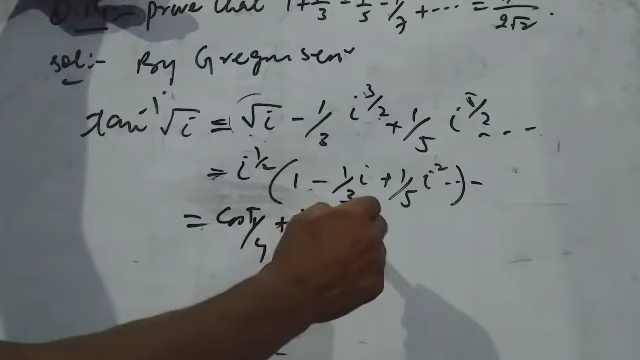 prove that 1 + 1/3 - 1/5 - 1/7 + ... = /2√2.
sol:- By Gregrusen
tan⁻¹√i = √i - 1/3 i^3/2 + 1/5 i^5/2 ...
= i^1/2 (1 - 1/3 i + 1/5 i² ...) -
= Cos π/4 +